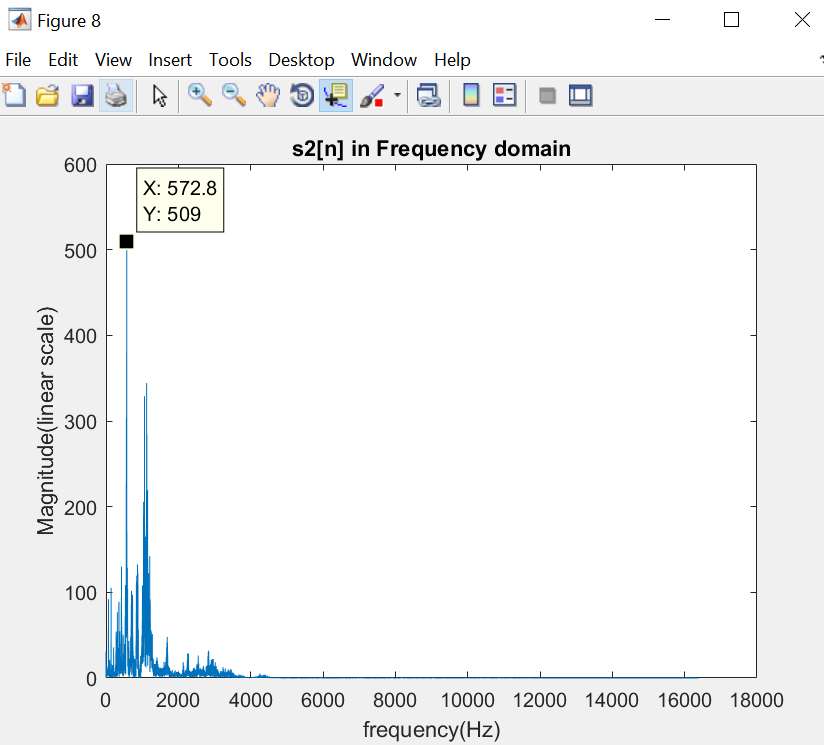 Figure 8
File Edit View Insert Tools Desktop Window Help
s2[n] in Frequency domain
X: 572.8
Y: 509
600
500
400
300
200
100
0
Magnitude(linear scale)
0 2000 4000 6000 8000 10000 12000 14000 16000 18000
frequency(Hz)